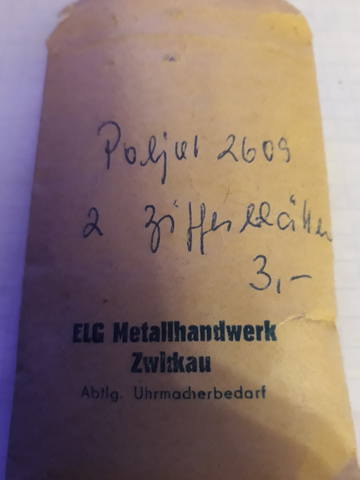 Poljot 2609
2 Zifferblätter
3,-
ELG Metallhandwerk
Zwickau
Abtlg. Uhrmacherbedarf